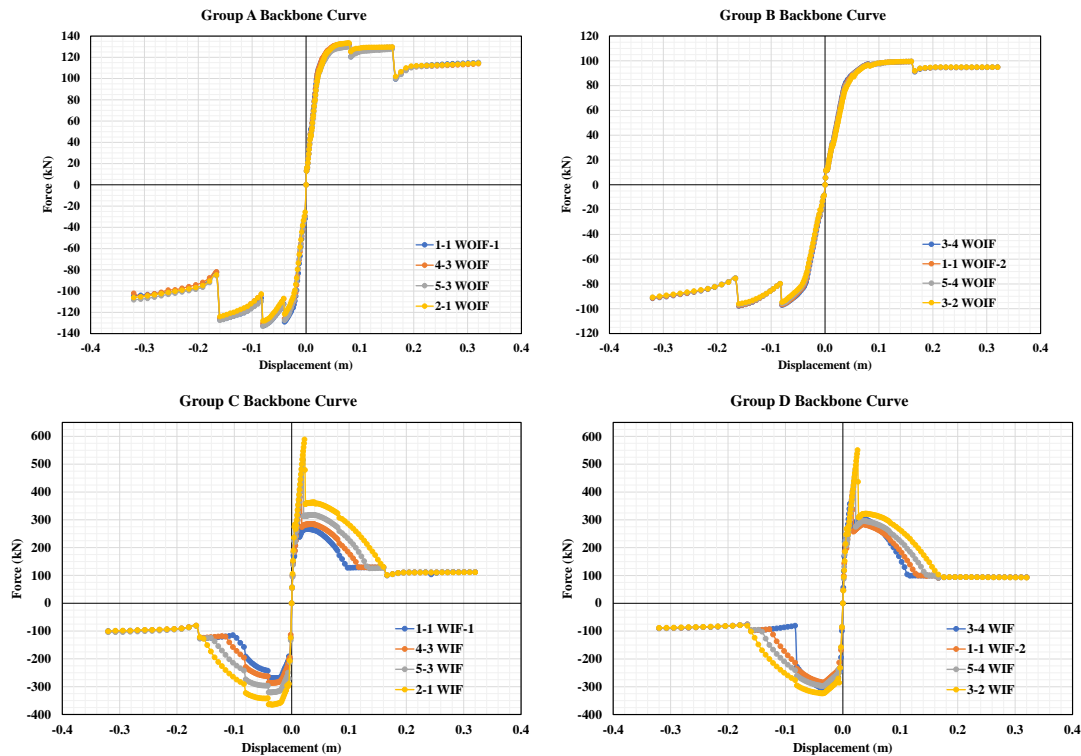 Group A Backbone Curve
140
120
100
80
60
40
20
0
-20
-40
-60
-80
-100
-120
-140
Force (kN)
-0.4 -0.3 -0.2 -0.1 0.0 0.1 0.2 0.3 0.4
Displacement (m)
1-1 WOIF-1
4-3 WOIF
5-3 WOIF
2-1 WOIF
Group B Backbone Curve
120
100
80
60
40
20
0
-20
-40
-60
-80
-100
-120
Force (kN)
-0.4 -0.3 -0.2 -0.1 0.0 0.1 0.2 0.3 0.4
Displacement (m)
3-4 WOIF
1-1 WOIF-2
5-4 WOIF
3-2 WOIF
Group C Backbone Curve
600
500
400
300
200
100
0
-100
-200
-300
-400
Force (kN)
-0.4 -0.3 -0.2 -0.1 0.0 0.1 0.2 0.3 0.4
Displacement (m)
1-1 WIF-1
4-3 WIF
5-3 WIF
2-1 WIF
Group D Backbone Curve
600
500
400
300
200
100
0
-100
-200
-300
-400
Force (kN)
-0.4 -0.3 -0.2 -0.1 0.0 0.1 0.2 0.3 0.4
Displacement (m)
3-4 WIF
1-1 WIF-2
5-4 WIF
3-2 WIF